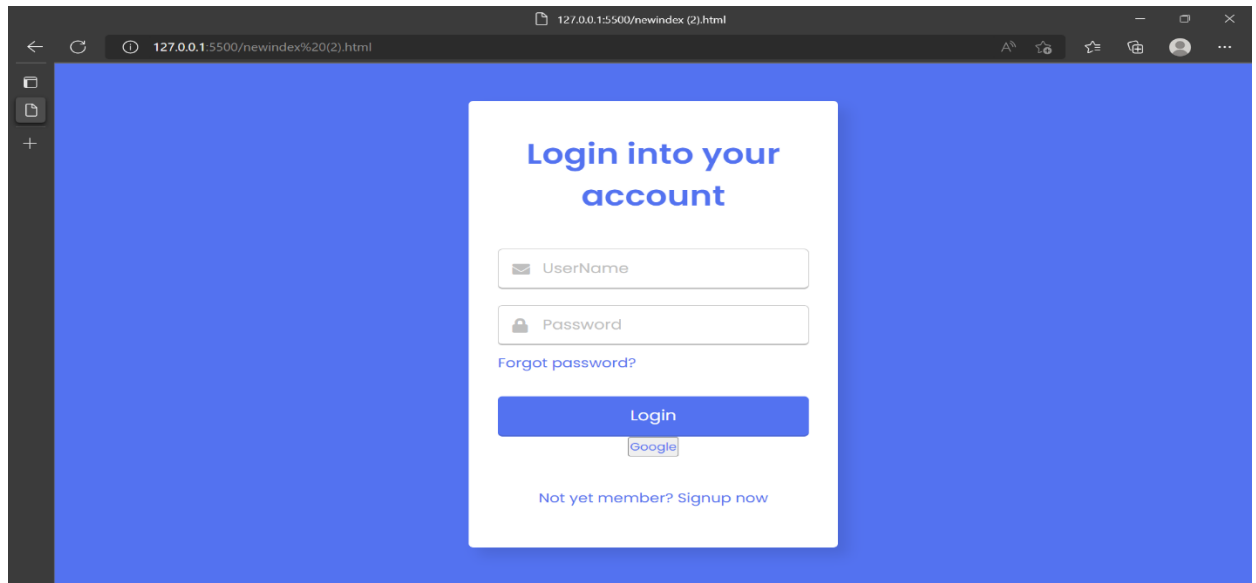 127.0.0.1:5500/newindex (2).html
127.0.0.1:5500/newindex%20(2).html
Login into your
account
UserName
Password
Forgot password?
Login
Google
Not yet member? Signup now